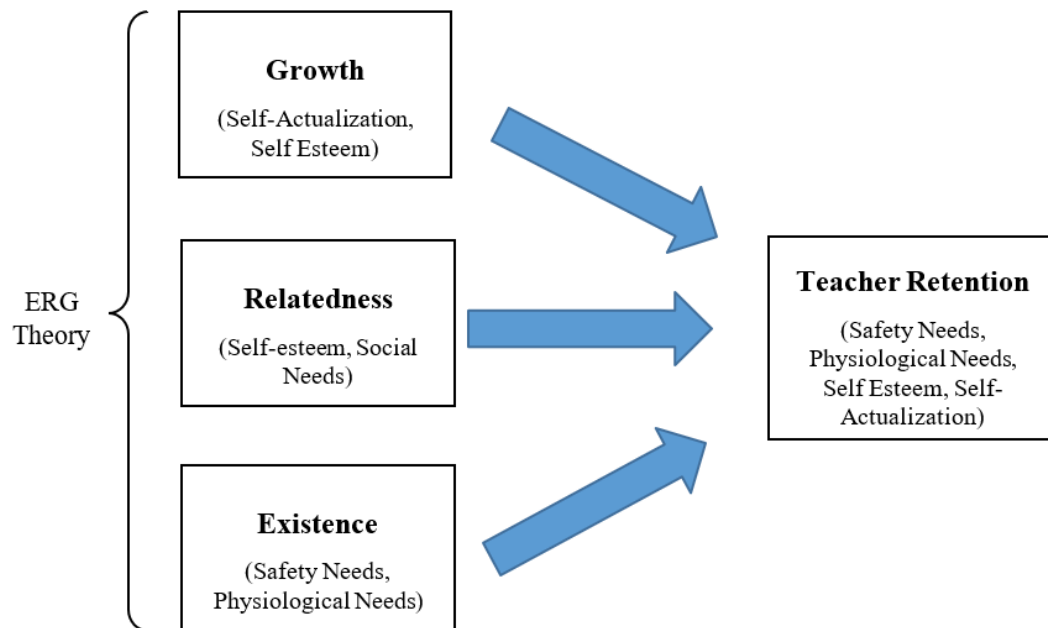 ERG
Theory
Growth
(Self-Actualization,
Self Esteem)
Relatedness
(Self-esteem, Social
Needs)
Existence
(Safety Needs,
Physiological Needs)
Teacher Retention
(Safety Needs,
Physiological Needs,
Self Esteem, Self-
Actualization)